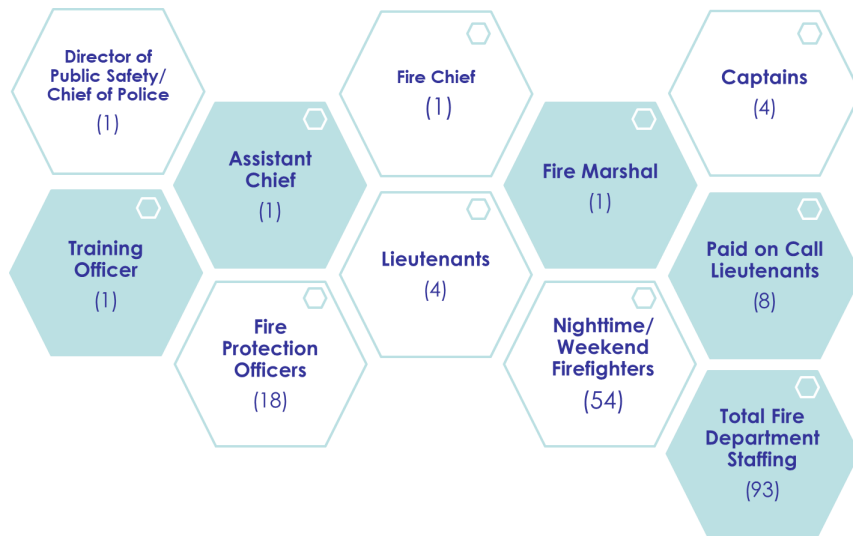 Director of
Public Safety/
Chief of Police
(1)
Fire Chief
(1)
Captains
(4)
Assistant
Chief
(1)
Fire Marshal
(1)
Training
Officer
(1)
Lieutenants
(4)
Paid on Call
Lieutenants
(8)
Fire
Protection
Officers
(18)
Nighttime/
Weekend
Firefighters
(54)
Total Fire
Department
Staffing
(93)